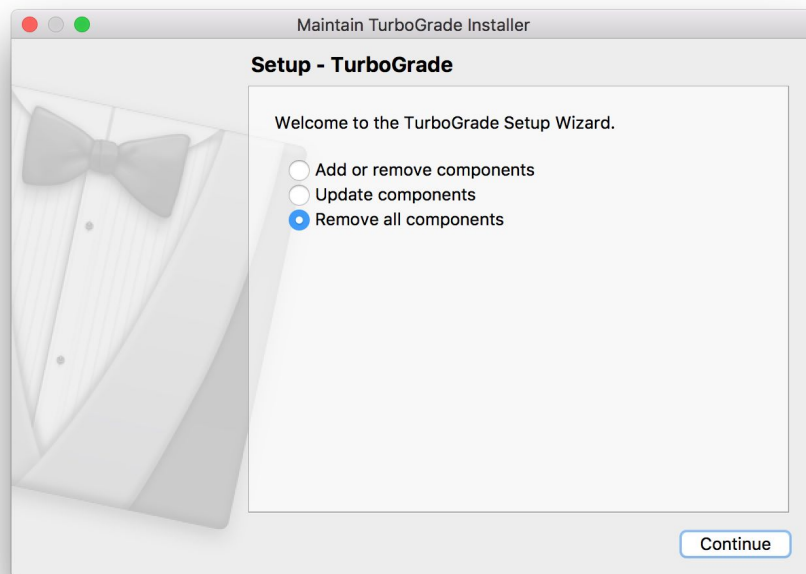 Maintain TurboGrade Installer
Setup - TurboGrade
Welcome to the TurboGrade Setup Wizard.
Add or remove components
Update components
Remove all components
Continue